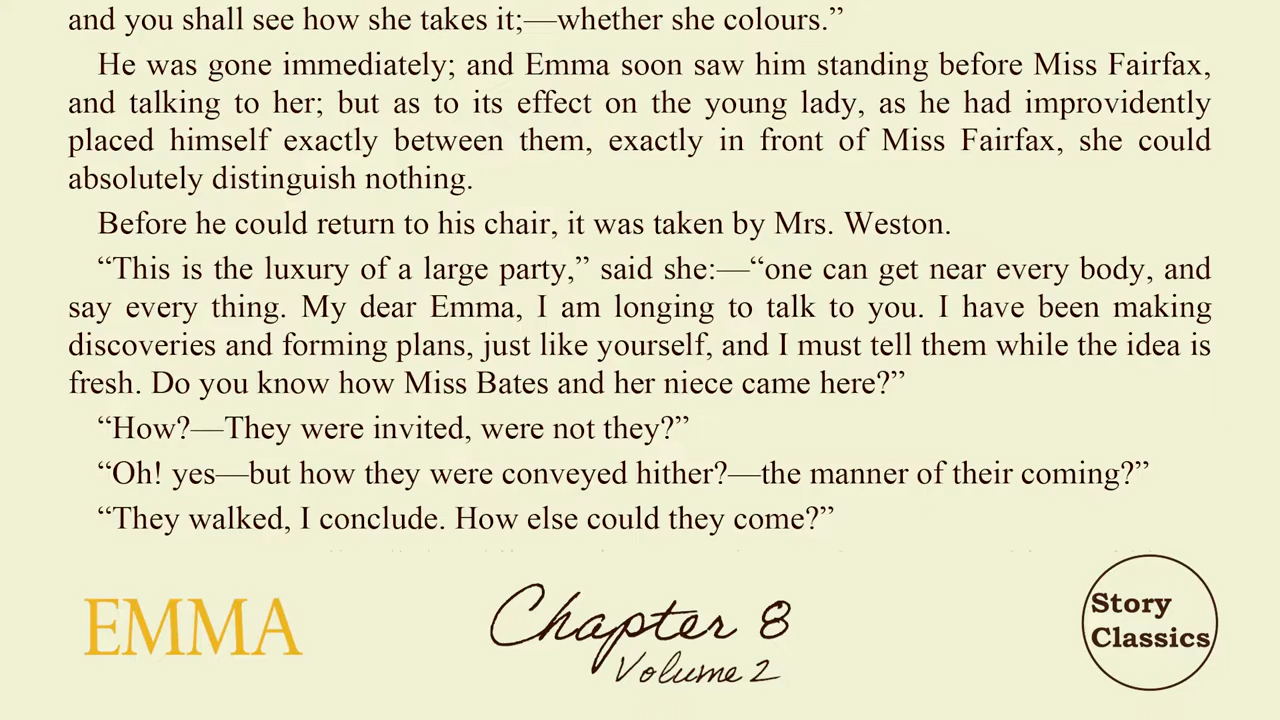 and you shall see how she takes it;—whether she colours.”
He was gone immediately; and Emma soon saw him standing before Miss Fairfax,
and talking to her; but as to its effect on the young lady, as he had improvidently
placed himself exactly between them, exactly in front of Miss Fairfax, she could
absolutely distinguish nothing.
Before he could return to his chair, it was taken by Mrs. Weston.
“This is the luxury of a large party,” said she:—“one can get near every body, and
say every thing. My dear Emma, I am longing to talk to you. I have been making
discoveries and forming plans, just like yourself, and I must tell them while the idea is
fresh. Do you know how Miss Bates and her niece came here?”
“How?—They were invited, were not they?”
“Oh! yes—but how they were conveyed hither?—the manner of their coming?”
“They walked, I conclude. How else could they come?”
EMMA
Chapter 8
Volume 2
Story
Classics